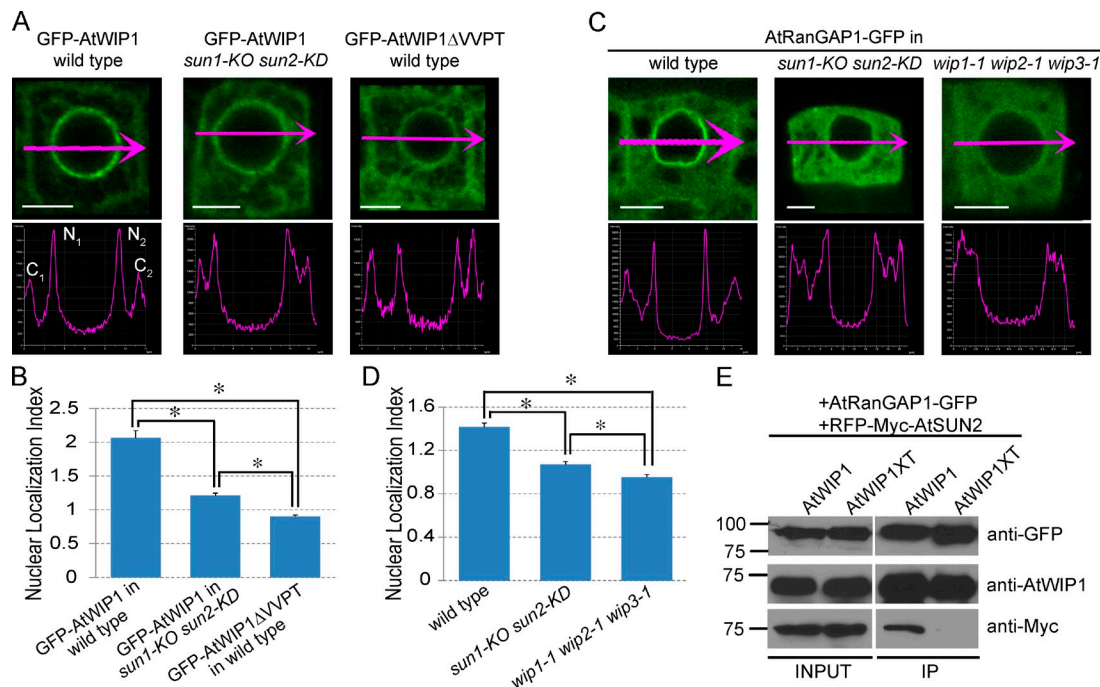 A
GFP-AtWIP1
wild type
GFP-AtWIP1
sun1-KO sun2-KD
GFP-AtWIP1ΔVVPT
wild type
N1
N2
C1
C2
B
Nuclear Localization Index
2.5
2
1.5
1
0.5
0
*
*
*
GFP-AtWIP1 in
wild type
GFP-AtWIP1 in
sun1-KO sun2-KD
GFP-AtWIP1ΔVVPT
in wild type
C
AtRanGAP1-GFP in
wild type
sun1-KO sun2-KD
wip1-1 wip2-1 wip3-1
D
Nuclear Localization Index
1.6
1.2
0.8
0.4
0
*
*
*
wild type
sun1-KO sun2-KD
wip1-1 wip2-1 wip3-1
E
+AtRanGAP1-GFP
+RFP-Myc-AtSUN2
AtWIP1
AtWIP1XT
AtWIP1
AtWIP1XT
100
75
anti-GFP
75
anti-AtWIP1
75
anti-Myc
INPUT
IP